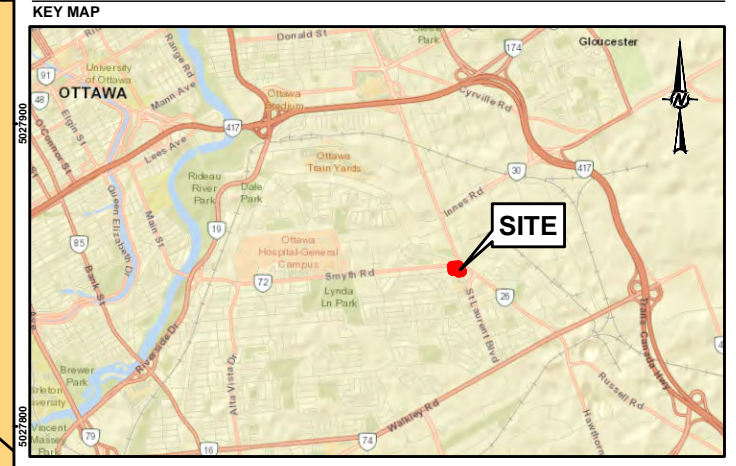 KEY MAP
Donald St
Park
174
Gloucester
Range Rd
91
University
of Ottawa
OTTAWA
48
Mann Ave
Ottawa
Stadium
Cyrville Rd
5027900
O'Connor St
Elgin St
417
Lees Ave
Ottawa
Train Yards
30
417
Rideau
River
Park
Dale
Park
Innes Rd
Queen Elizabeth Dr
Main St
SITE
19
85
Ottawa
Hospital-General
Campus
Bank St
72
Smyth Rd
Lynda
Ln Park
26
St Laurent Blvd
Trans-Canada Hwy
Riverside Dr
Alta Vista Dr
Brewer
Park
Russell Rd
Walkley Rd
Hawthorn
5027800
Vincent
Massey
Park
79
16
74
N